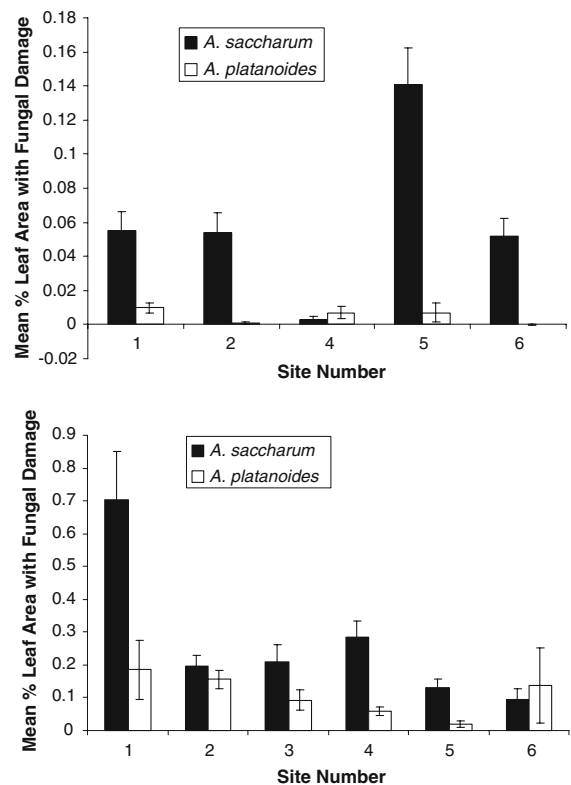 Mean % Leaf Area with Fungal Damage
0.18
0.16
0.14
0.12
0.1
0.08
0.06
0.04
0.02
0
-0.02
A. saccharum
A. platanoides
1 2 4 5 6
Site Number
Mean % Leaf Area with Fungal Damage
0.9
0.8
0.7
0.6
0.5
0.4
0.3
0.2
0.1
0
A. saccharum
A. platanoides
1 2 3 4 5 6
Site Number